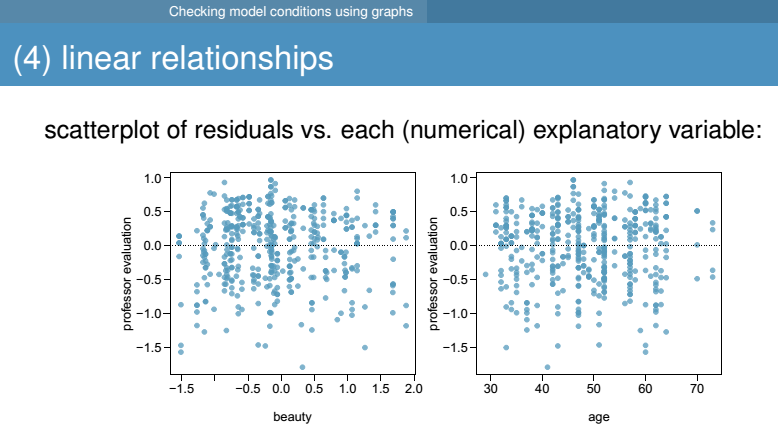 Checking model conditions using graphs
(4) linear relationships
scatterplot of residuals vs. each (numerical) explanatory variable:
professor evaluation
1.0
0.5
0.0
−0.5
−1.0
−1.5
−1.5 −0.5 0.0 0.5 1.0 1.5 2.0
beauty
professor evaluation
1.0
0.5
0.0
−0.5
−1.0
−1.5
30 40 50 60 70
age